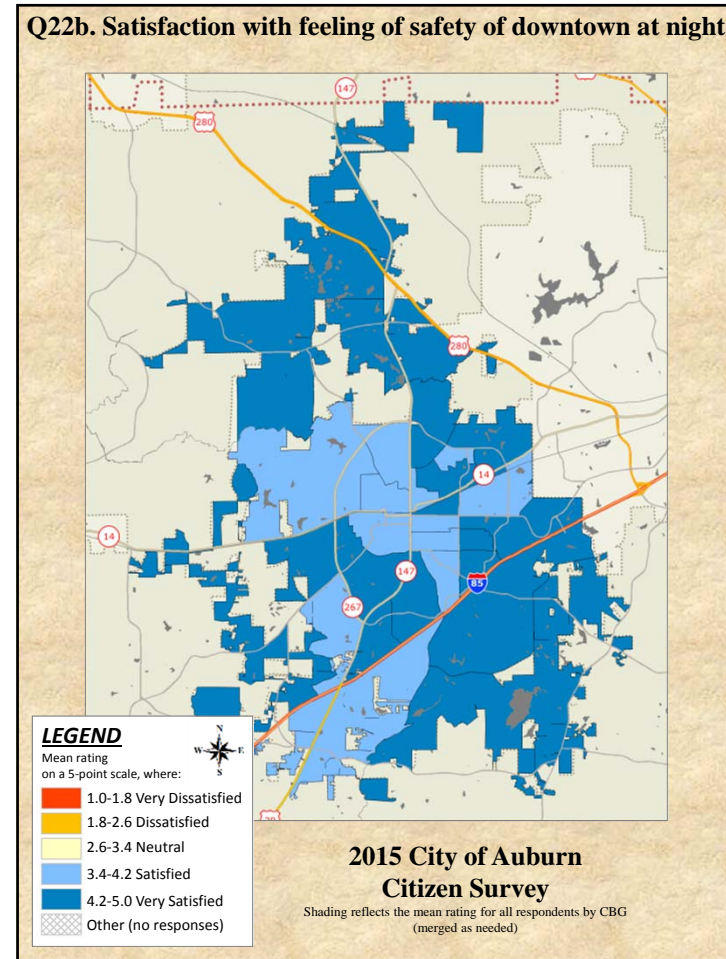 Q22b. Satisfaction with feeling of safety of downtown at night
147
280
280
14
14
147
85
267
LEGEND
Mean rating
on a 5-point scale, where:
N
W E
S
1.0-1.8 Very Dissatisfied
1.8-2.6 Dissatisfied
2.6-3.4 Neutral
3.4-4.2 Satisfied
4.2-5.0 Very Satisfied
Other (no responses)
2015 City of Auburn
Citizen Survey
Shading reflects the mean rating for all respondents by CBG
(merged as needed)